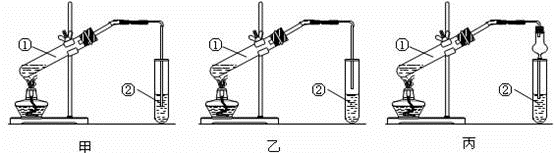 ① ② ① ② ① ②
甲 乙 丙